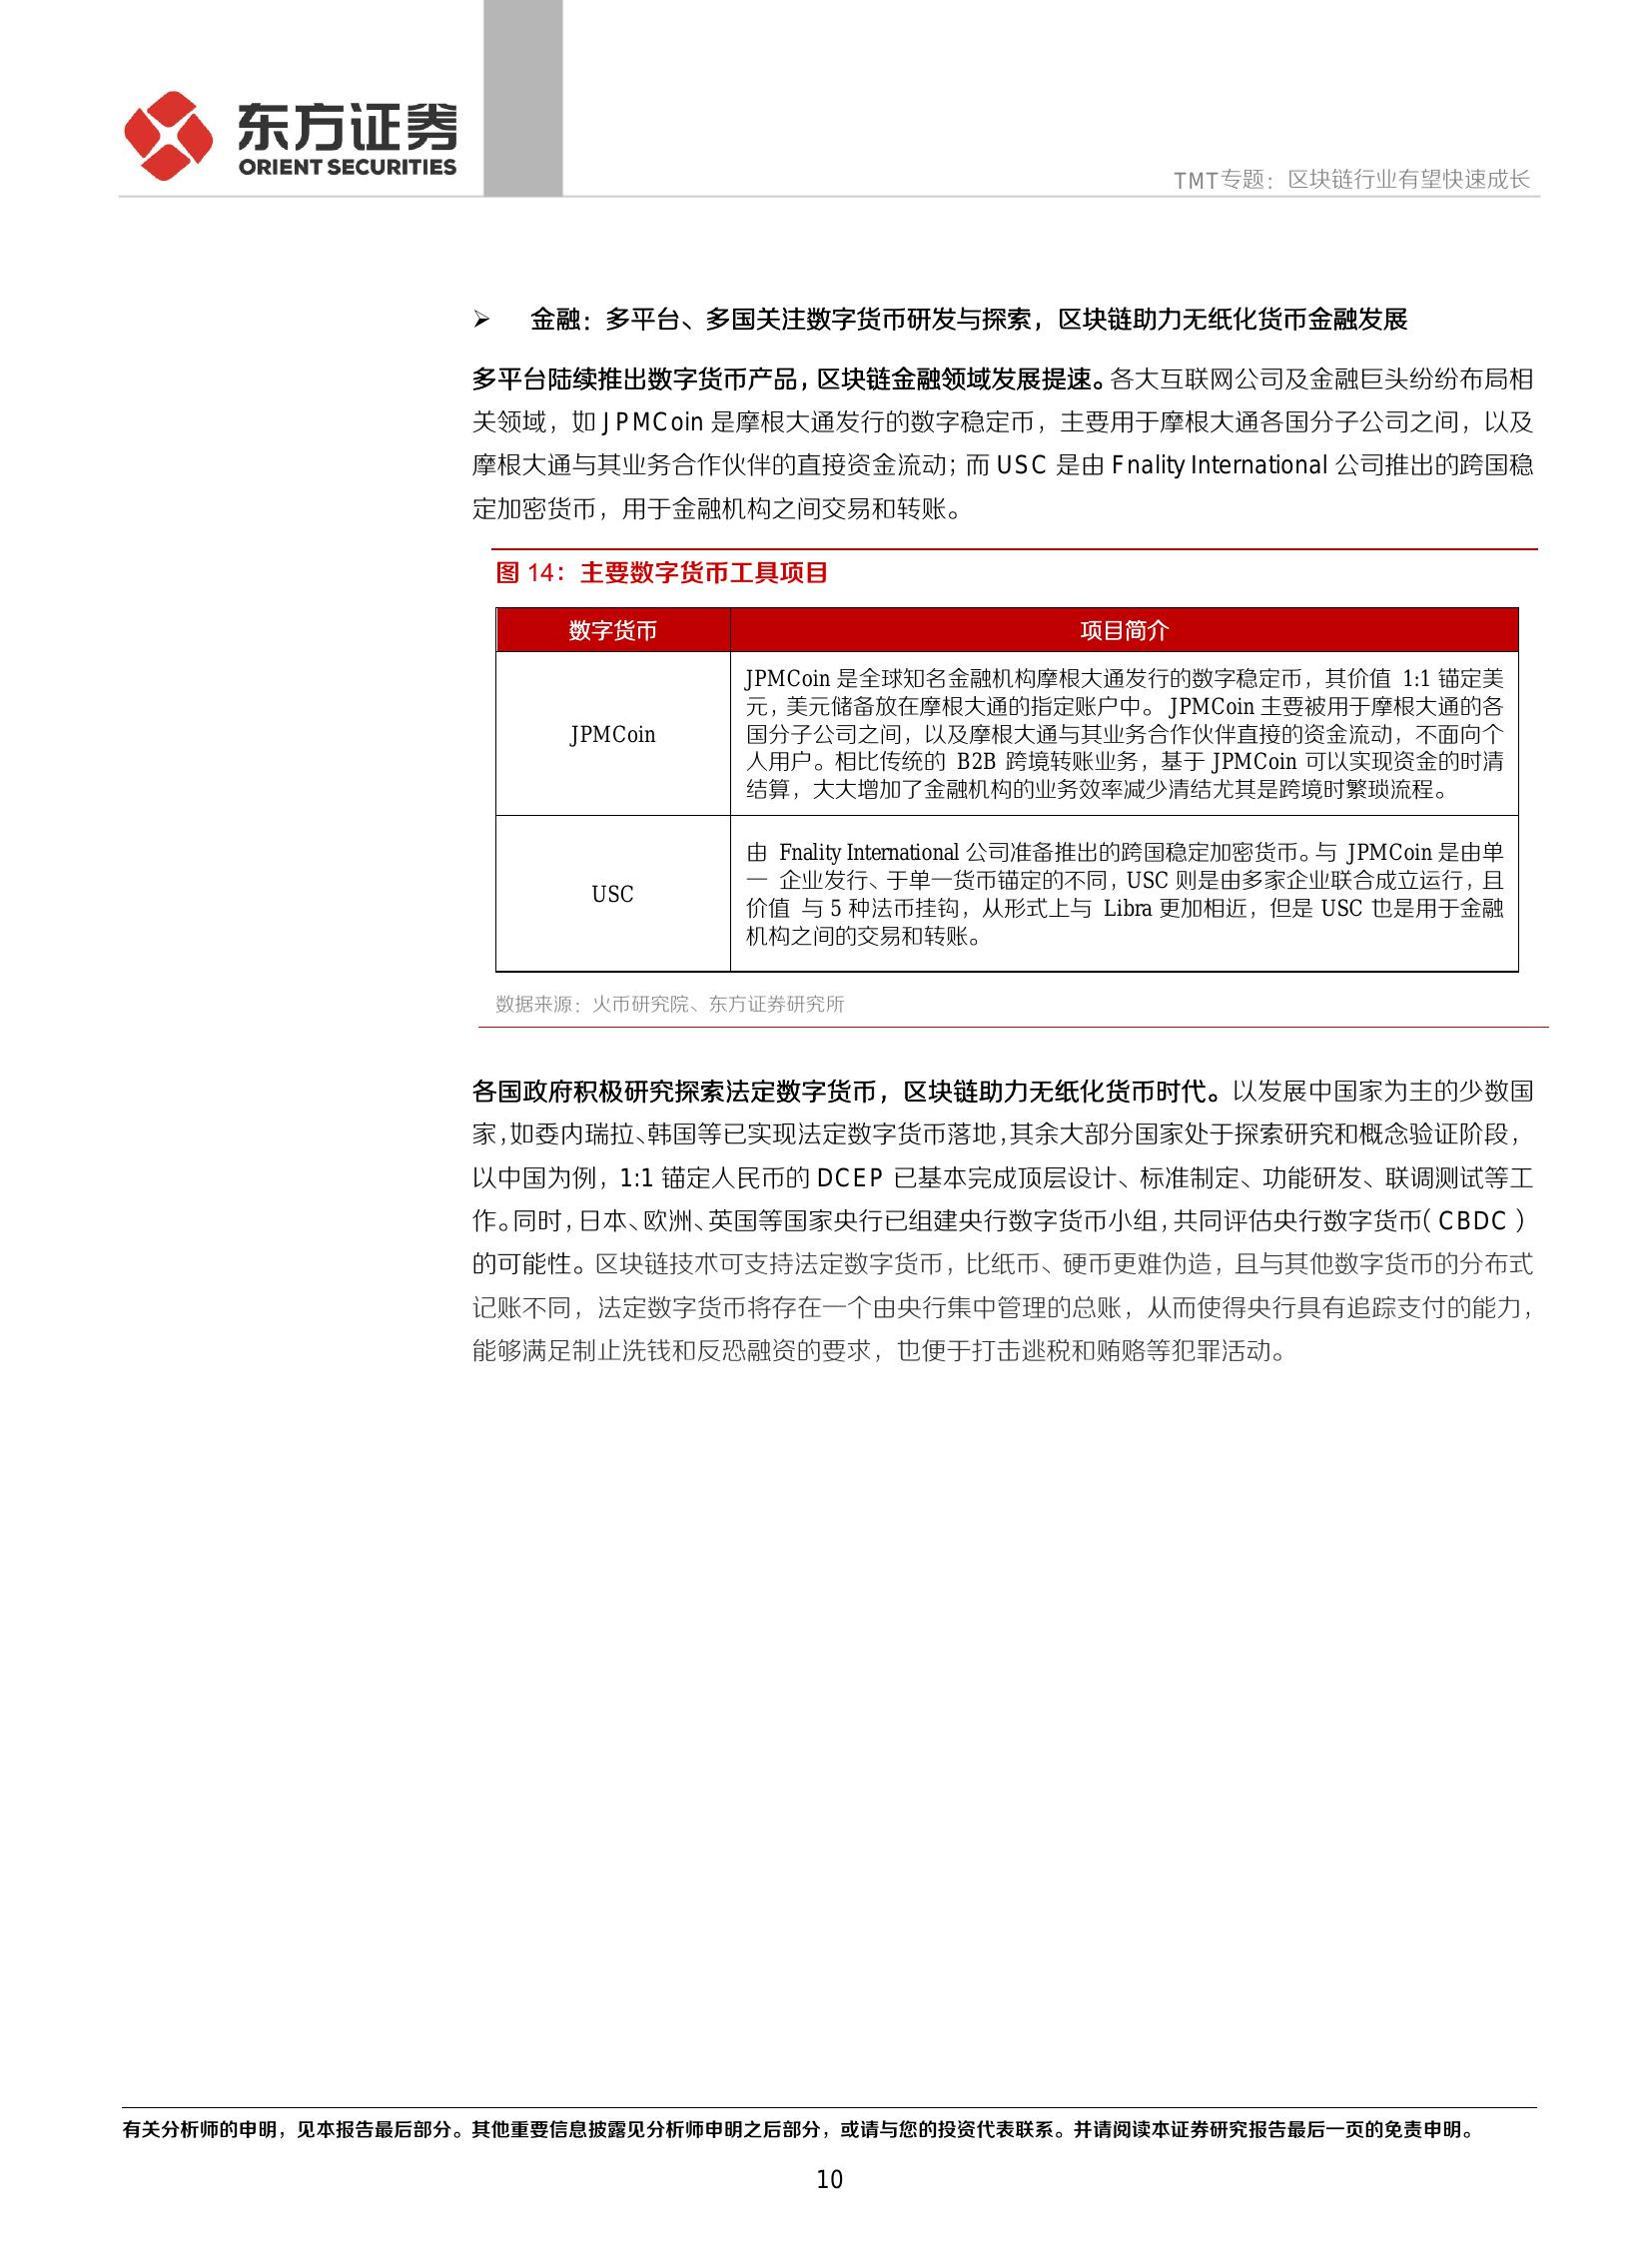 东方证券
ORIENT SECURITIES
TMT专题：区块链行业有望快速成长
➢ 金融：多平台、多国关注数字货币研发与探索，区块链助力无纸化货币金融发展
多平台陆续推出数字货币产品，区块链金融领域发展提速。各大互联网公司及金融巨头纷纷布局相
关领域，如 JPMCoin 是摩根大通发行的数字稳定币，主要用于摩根大通各国分子公司之间，以及
摩根大通与其业务合作伙伴的直接资金流动；而 USC 是由 Fnality International 公司推出的跨国稳
定加密货币，用于金融机构之间交易和转账。
图 14：主要数字货币工具项目
数字货币 项目简介
JPMCoin 是全球知名金融机构摩根大通发行的数字稳定币，其价值 1:1 锚定美
元，美元储备放在摩根大通的指定账户中。 JPMCoin 主要被用于摩根大通的各
JPMCoin
国分子公司之间，以及摩根大通与其业务合作伙伴直接的资金流动，不面向个
人用户。相比传统的 B2B 跨境转账业务，基于 JPMCoin 可以实现资金的时清
结算，大大增加了金融机构的业务效率减少清结尤其是跨境时繁琐流程。
由 Fnality International 公司准备推出的跨国稳定加密货币。与 JPMCoin 是由单
一 企业发行、于单一货币锚定的不同，USC 则是由多家企业联合成立运行，且
USC
价值 与 5 种法币挂钩，从形式上与 Libra 更加相近，但是 USC 也是用于金融
机构之间的交易和转账。
数据来源：火币研究院、东方证券研究所
各国政府积极研究探索法定数字货币，区块链助力无纸化货币时代。以发展中国家为主的少数国
家，如委内瑞拉、韩国等已实现法定数字货币落地，其余大部分国家处于探索研究和概念验证阶段，
以中国为例，1:1 锚定人民币的 DCEP 已基本完成顶层设计、标准制定、功能研发、联调测试等工
作。同时，日本、欧洲、英国等国家央行已组建央行数字货币小组，共同评估央行数字货币（CBDC）
的可能性。区块链技术可支持法定数字货币，比纸币、硬币更难伪造，且与其他数字货币的分布式
记账不同，法定数字货币将存在一个由央行集中管理的总账，从而使得央行具有追踪支付的能力，
能够满足制止洗钱和反恐融资的要求，也便于打击逃税和贿赂等犯罪活动。
有关分析师的申明，见本报告最后部分。其他重要信息披露见分析师申明之后部分，或请与您的投资代表联系。并请阅读本证券研究报告最后一页的免责申明。
10